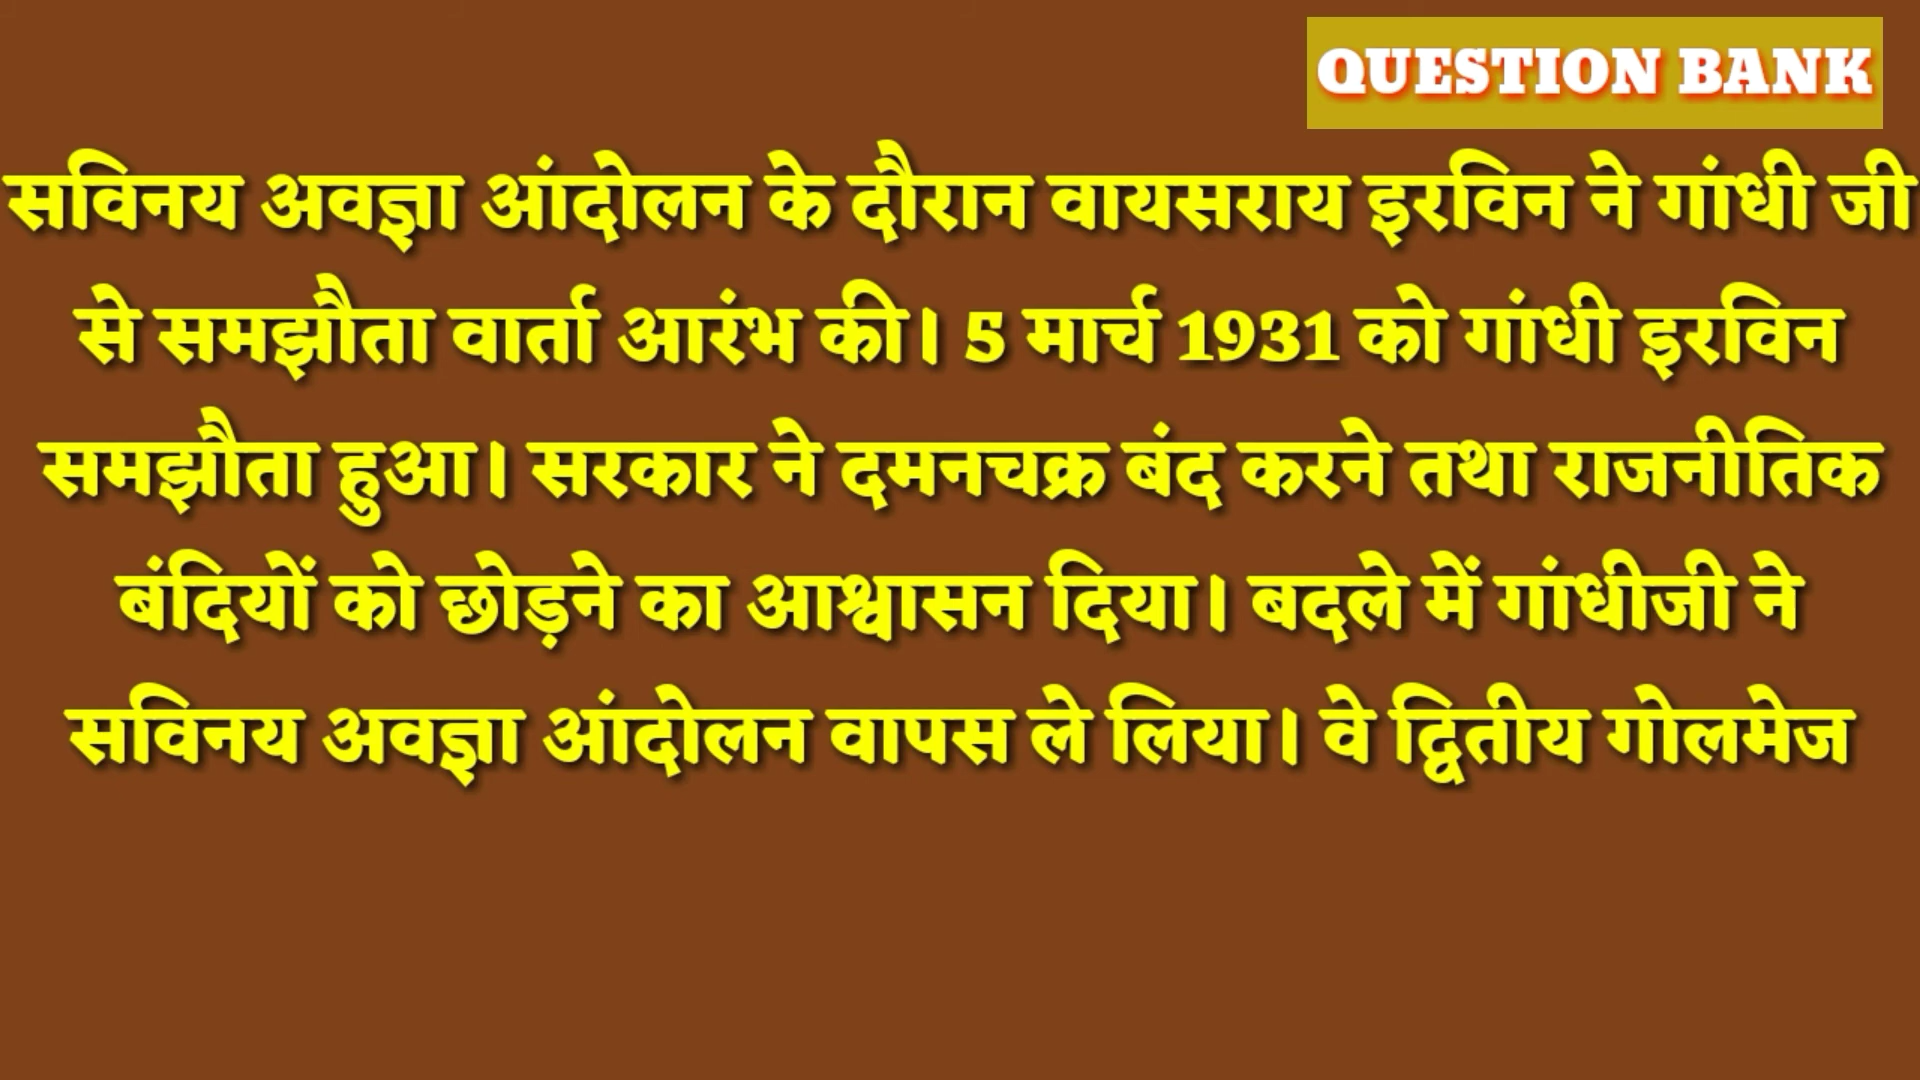 QUESTION BANK
सविनय अवज्ञा आंदोलन के दौरान वायसराय इरविन ने गांधी जी
से समझौता वार्ता आरंभ की। 5 मार्च 1931 को गांधी इरविन
समझौता हुआ। सरकार ने दमनचक्र बंद करने तथा राजनीतिक
बंदियों को छोड़ने का आश्वासन दिया। बदले में गांधीजी ने
सविनय अवज्ञा आंदोलन वापस ले लिया। वे द्वितीय गोलमेज